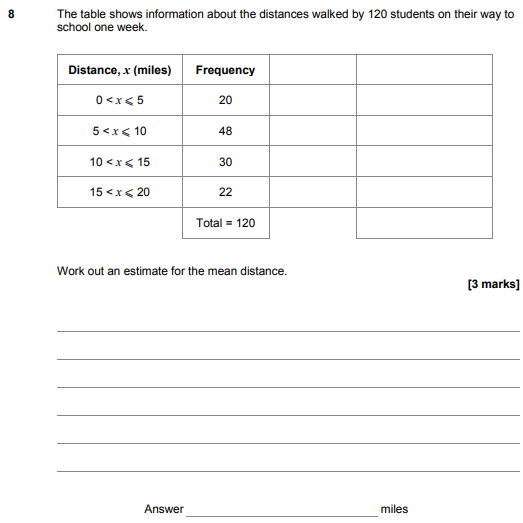 8 The table shows information about the distances walked by 120 students on their way to
school one week.
Distance, x (miles) Frequency
0 < x ⩽ 5 20
5 < x ⩽ 10 48
10 < x ⩽ 15 30
15 < x ⩽ 20 22
Total = 120
Work out an estimate for the mean distance.
[3 marks]
Answer miles